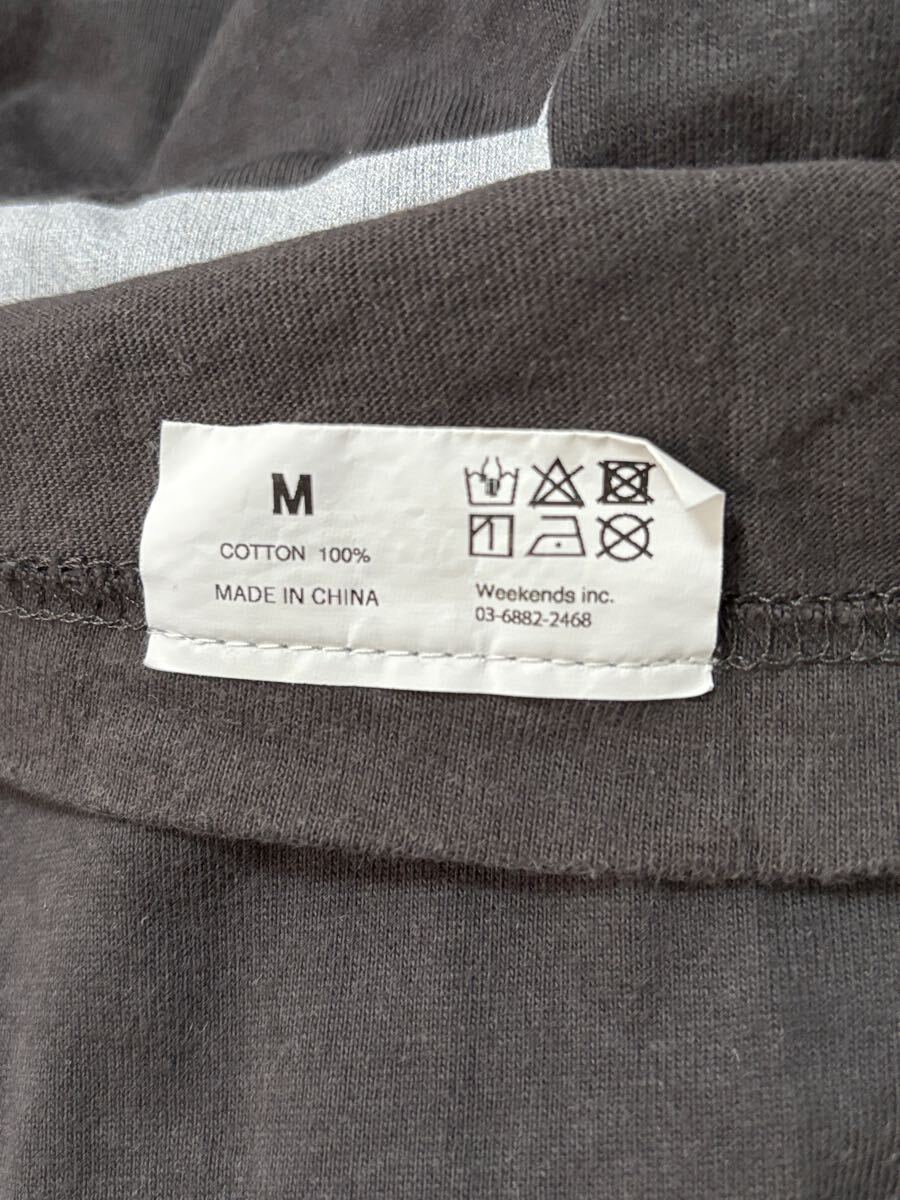 M
COTTON 100%
MADE IN CHINA
Weekends inc.
03-6882-2468